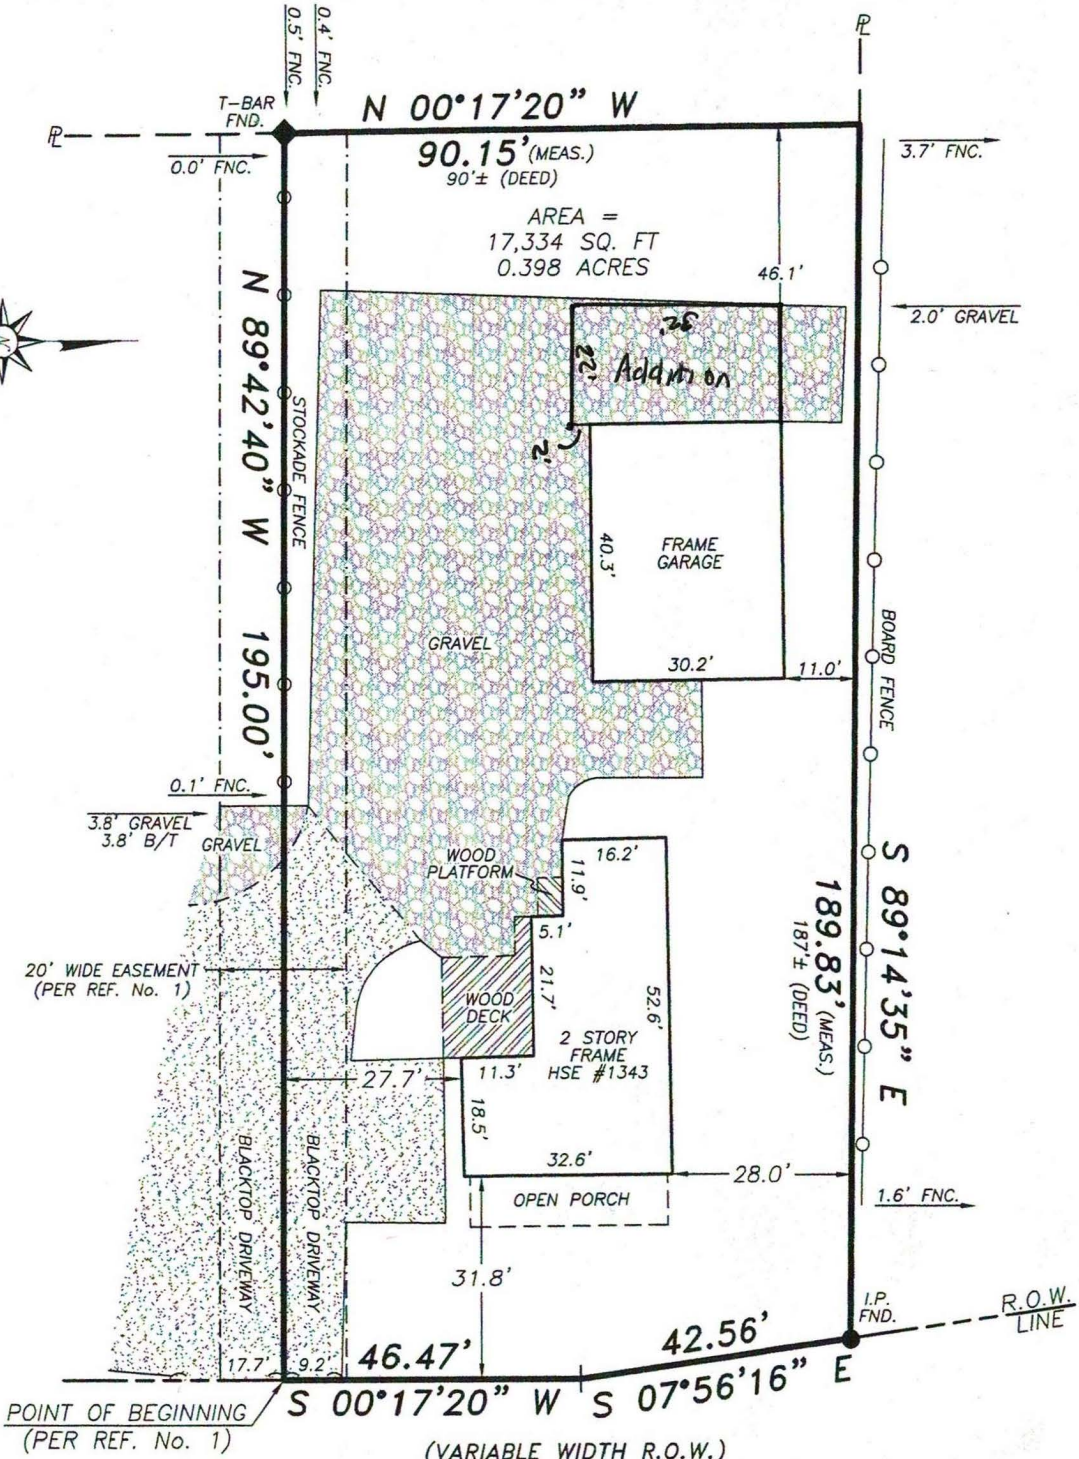 0.5' FNC.
0.4' FNC.
PL
T-BAR
FND.
N 00°17'20" W
PL
0.0' FNC.
90.15' (MEAS.)
90'± (DEED)
3.7' FNC.
AREA =
17,334 SQ. FT
0.398 ACRES
46.1'
2.0' GRAVEL
N 89°42'40" W 195.00'
STOCKADE FENCE
32'
22'
Addition
2'
N
40.3'
FRAME
GARAGE
GRAVEL
30.2'
11.0'
BOARD FENCE
0.1' FNC.
3.8' GRAVEL
3.8' B/T
GRAVEL
WOOD
PLATFORM
16.2'
11.9'
5.1'
S 89°14'35" E
189.83' (MEAS.)
187'± (DEED)
20' WIDE EASEMENT
(PER REF. No. 1)
WOOD
DECK
21.7'
52.6'
2 STORY
FRAME
HSE #1343
27.7'
11.3'
18.5'
32.6'
28.0'
OPEN PORCH
1.6' FNC.
BLACKTOP DRIVEWAY
BLACKTOP DRIVEWAY
31.8'
I.P.
FND.
R.O.W.
LINE
17.7'
9.2'
46.47'
42.56'
S 00°17'20" W
S 07°56'16" E
POINT OF BEGINNING
(PER REF. No. 1)
(VARIABLE WIDTH R.O.W.)